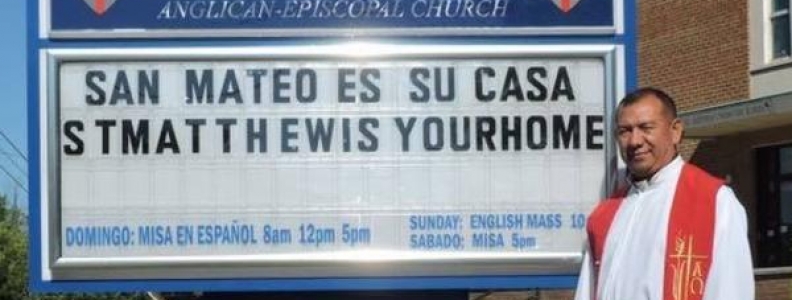 ANGLICAN-EPISCOPAL CHURCH
SAN MATEO ES SU CASA
STMATTHEWIS YOURHOME
DOMINGO: MISA EN ESPAÑOL 8am 12pm 5pm
SUNDAY: ENGLISH MASS 10
SABADO: MISA 5pm
ΑΩ